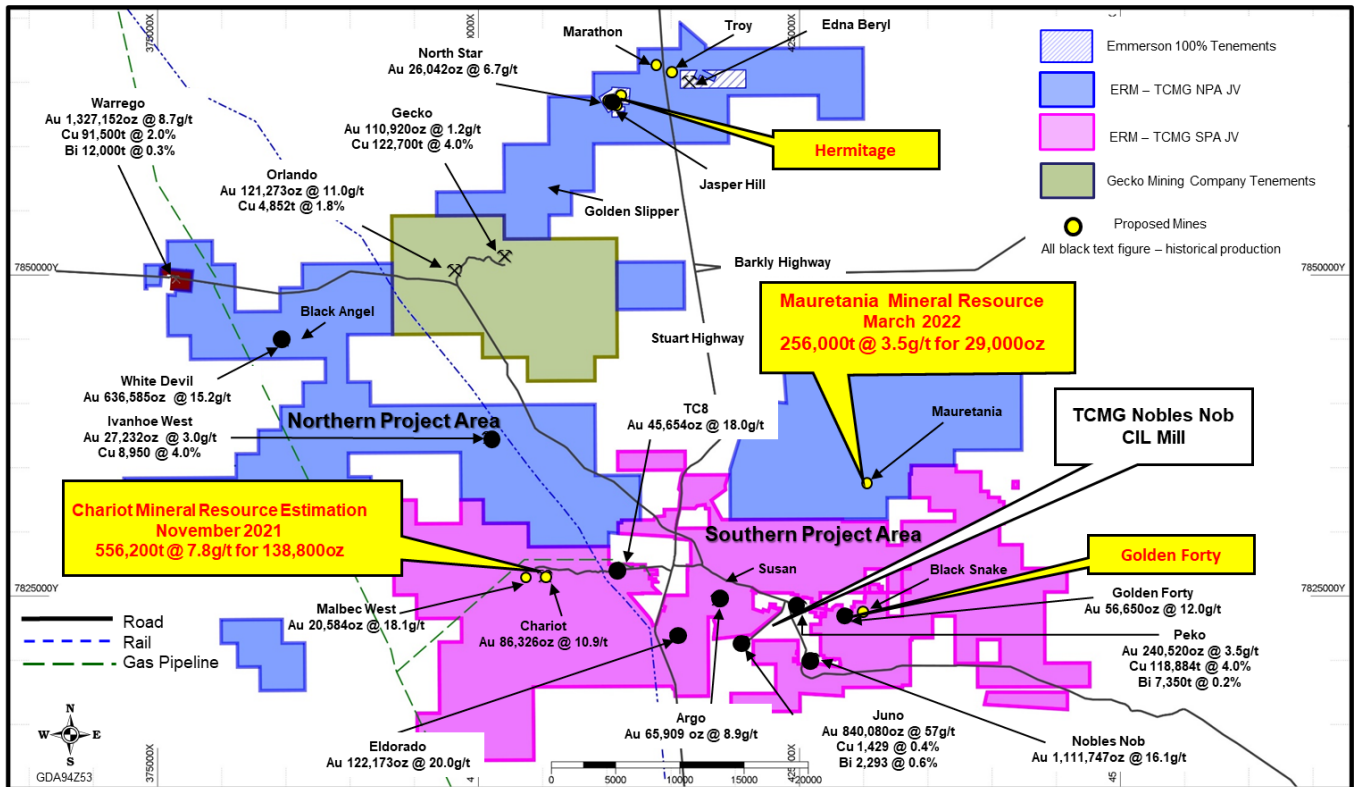 375000X
0000X
425000X
Marathon
Troy
Edna Beryl
North Star
Au 26,042oz @ 6.7g/t
Emmerson 100% Tenements
ERM – TCMG NPA JV
ERM – TCMG SPA JV
Gecko Mining Company Tenements
Proposed Mines
All black text figure – historical production
Warrego
Au 1,327,152oz @ 8.7g/t
Cu 91,500t @ 2.0%
Bi 12,000t @ 0.3%
Gecko
Au 110,920oz @ 1.2g/t
Cu 122,700t @ 4.0%
Hermitage
Orlando
Au 121,273oz @ 11.0g/t
Cu 4,852t @ 1.8%
Jasper Hill
Golden Slipper
7850000Y
Barkly Highway
7850000Y
Mauretania Mineral Resource
March 2022
256,000t @ 3.5g/t for 29,000oz
Black Angel
Stuart Highway
White Devil
Au 636,585oz @ 15.2g/t
Ivanhoe West
Au 27,232oz @ 3.0g/t
Cu 8,950 @ 4.0%
Northern Project Area
TC8
Au 45,654oz @ 18.0g/t
Mauretania
TCMG Nobles Nob
CIL Mill
Chariot Mineral Resource Estimation
November 2021
556,200t @ 7.8g/t for 138,800oz
Southern Project Area
Golden Forty
Susan
Black Snake
7825000Y
7825000Y
Golden Forty
Au 56,650oz @ 12.0g/t
Malbec West
Au 20,584oz @ 18.1g/t
Chariot
Au 86,326oz @ 10.9/t
Peko
Au 240,520oz @ 3.5g/t
Cu 118,884t @ 4.0%
Bi 7,350t @ 0.2%
Road
Rail
Gas Pipeline
Argo
Au 65,909 oz @ 8.9g/t
Juno
Au 840,080oz @ 57g/t
Cu 1,429 @ 0.4%
Bi 2,293 @ 0.6%
Nobles Nob
Au 1,111,747oz @ 16.1g/t
Eldorado
Au 122,173oz @ 20.0g/t
N
W
E
S
GDA94Z53
375000X
4
425000X
45
0
5000
10000
15000
20000